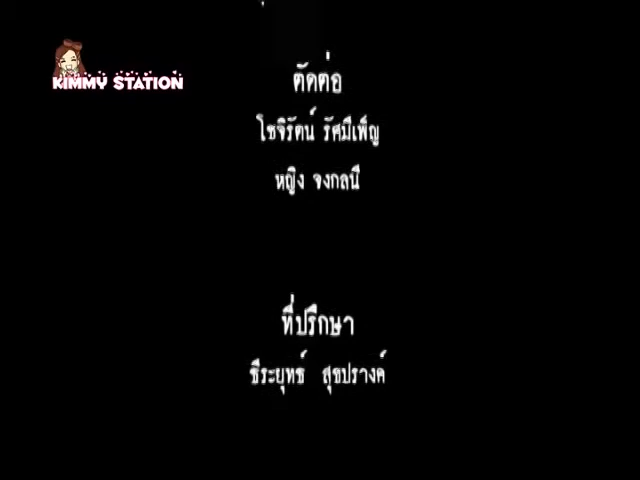 KIMMY STATION
ตัดต่อ
โชจิรัตน์ รัศมีเพ็ญ
หญิง จงกลนี
ที่ปรึกษา
ธีระยุทธ์ สุขปรางค์